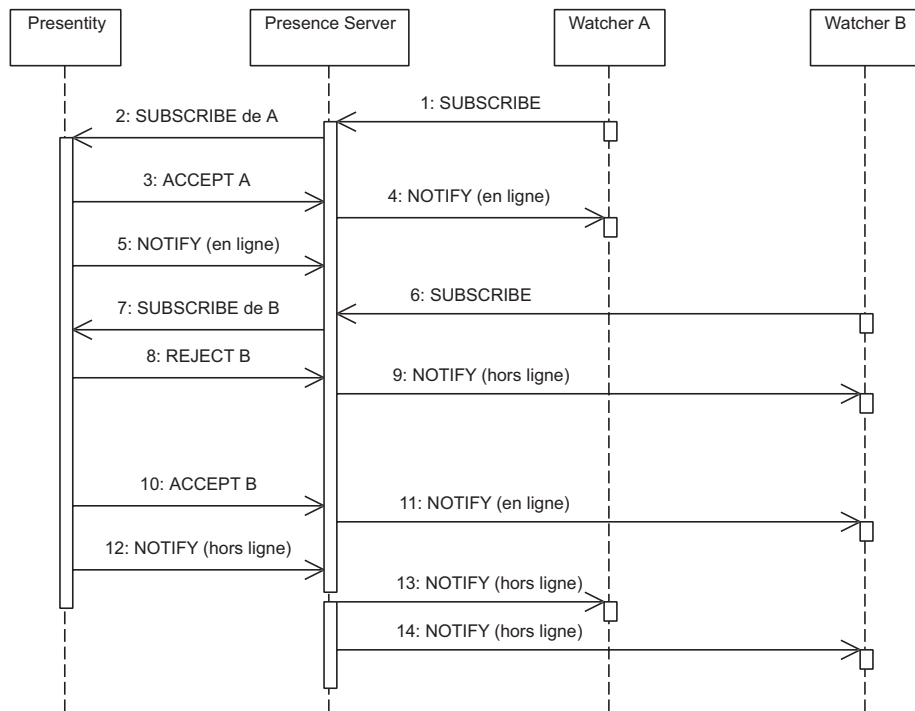 Presentity
Presence Server
Watcher A
Watcher B
1: SUBSCRIBE
2: SUBSCRIBE de A
3: ACCEPT A
4: NOTIFY (en ligne)
5: NOTIFY (en ligne)
6: SUBSCRIBE
7: SUBSCRIBE de B
8: REJECT B
9: NOTIFY (hors ligne)
10: ACCEPT B
11: NOTIFY (en ligne)
12: NOTIFY (hors ligne)
13: NOTIFY (hors ligne)
14: NOTIFY (hors ligne)